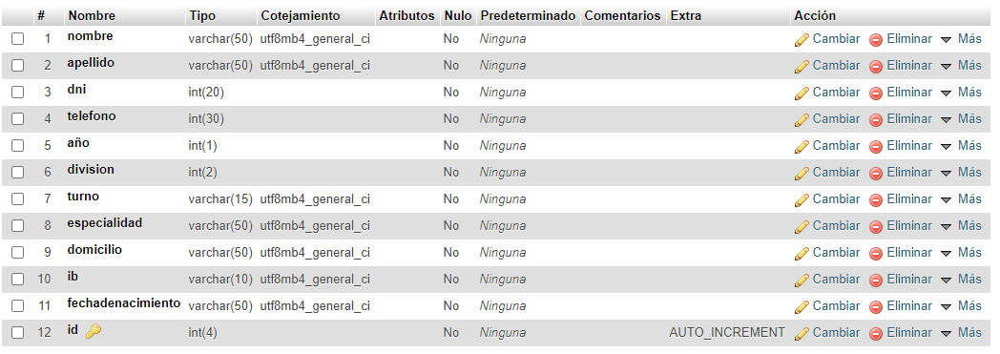 # Nombre Tipo Cotejamiento Atributos Nulo Predeterminado Comentarios Extra Acción
1 nombre varchar(50) utf8mb4_general_ci No Ninguna Cambiar Eliminar Más
2 apellido varchar(50) utf8mb4_general_ci No Ninguna Cambiar Eliminar Más
3 dni int(20) No Ninguna Cambiar Eliminar Más
4 telefono int(30) No Ninguna Cambiar Eliminar Más
5 año int(1) No Ninguna Cambiar Eliminar Más
6 division int(2) No Ninguna Cambiar Eliminar Más
7 turno varchar(15) utf8mb4_general_ci No Ninguna Cambiar Eliminar Más
8 especialidad varchar(50) utf8mb4_general_ci No Ninguna Cambiar Eliminar Más
9 domicilio varchar(50) utf8mb4_general_ci No Ninguna Cambiar Eliminar Más
10 ib varchar(10) utf8mb4_general_ci No Ninguna Cambiar Eliminar Más
11 fechadenacimiento varchar(50) utf8mb4_general_ci No Ninguna Cambiar Eliminar Más
12 id int(4) No Ninguna AUTO_INCREMENT Cambiar Eliminar Más